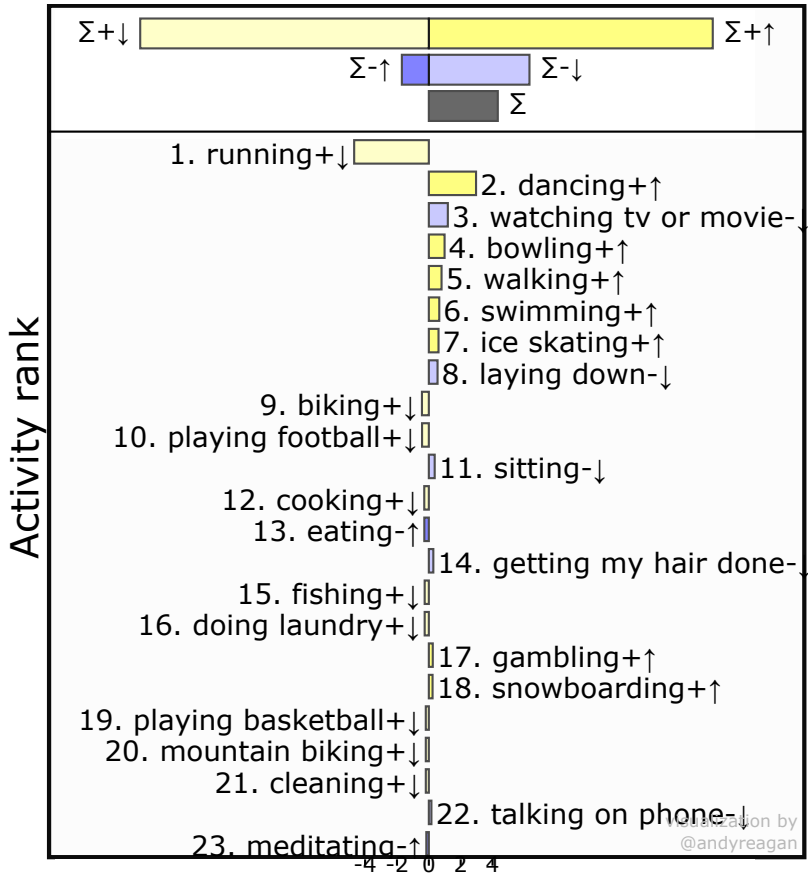 Σ+↓ Σ+↑
Σ-↑ Σ-↓
Σ
1. running+↓
2. dancing+↑
3. watching tv or movie-↓
4. bowling+↑
5. walking+↑
6. swimming+↑
7. ice skating+↑
8. laying down-↓
9. biking+↓
10. playing football+↓
11. sitting-↓
12. cooking+↓
13. eating-↑
14. getting my hair done-↓
15. fishing+↓
16. doing laundry+↓
17. gambling+↑
18. snowboarding+↑
19. playing basketball+↓
20. mountain biking+↓
21. cleaning+↓
22. talking on phone-↓
23. meditating-↑
-4 -2 0 2 4
Activity rank
visualization by
@andyreagan